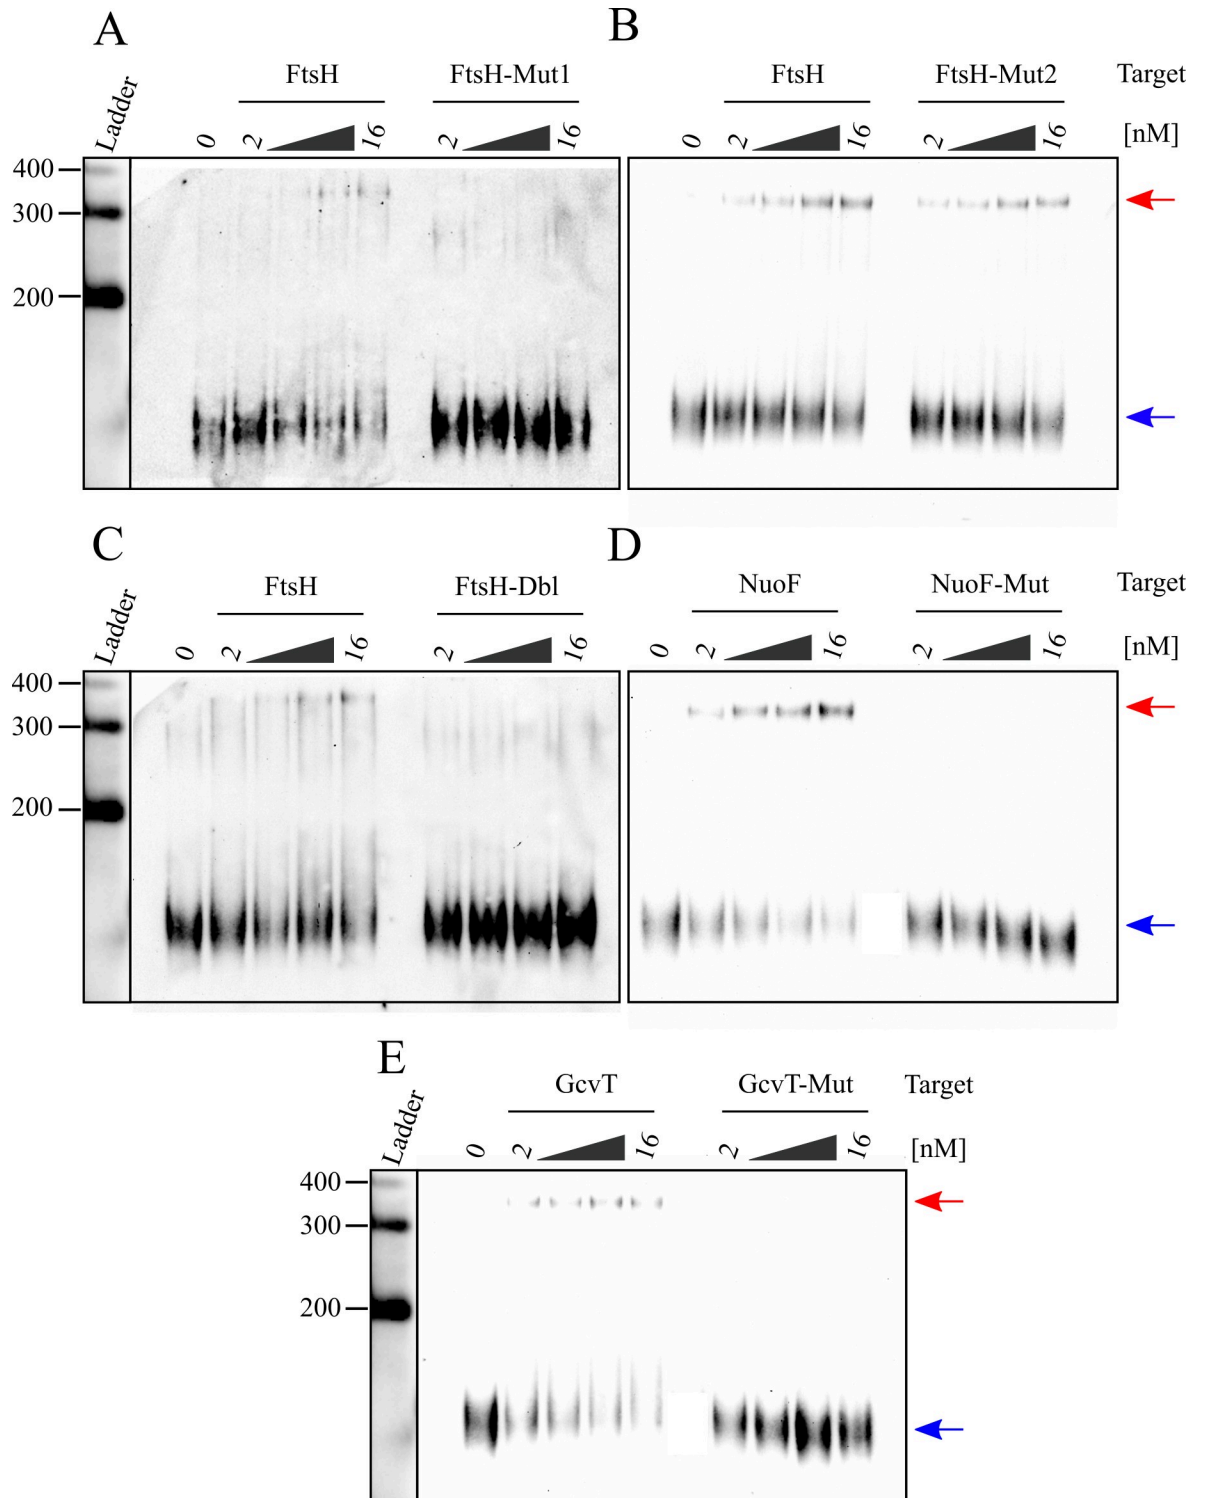 A
B
FtsH FtsH-Mut1 FtsH FtsH-Mut2 Target
Ladder 0 2 16 2 16 0 2 16 2 16 [nM]
400
300
200
C
D
FtsH FtsH-Dbl NuoF NuoF-Mut Target
Ladder 0 2 16 2 16 0 2 16 2 16 [nM]
400
300
200
E
GcvT GcvT-Mut Target
Ladder 0 2 16 2 16 [nM]
400
300
200